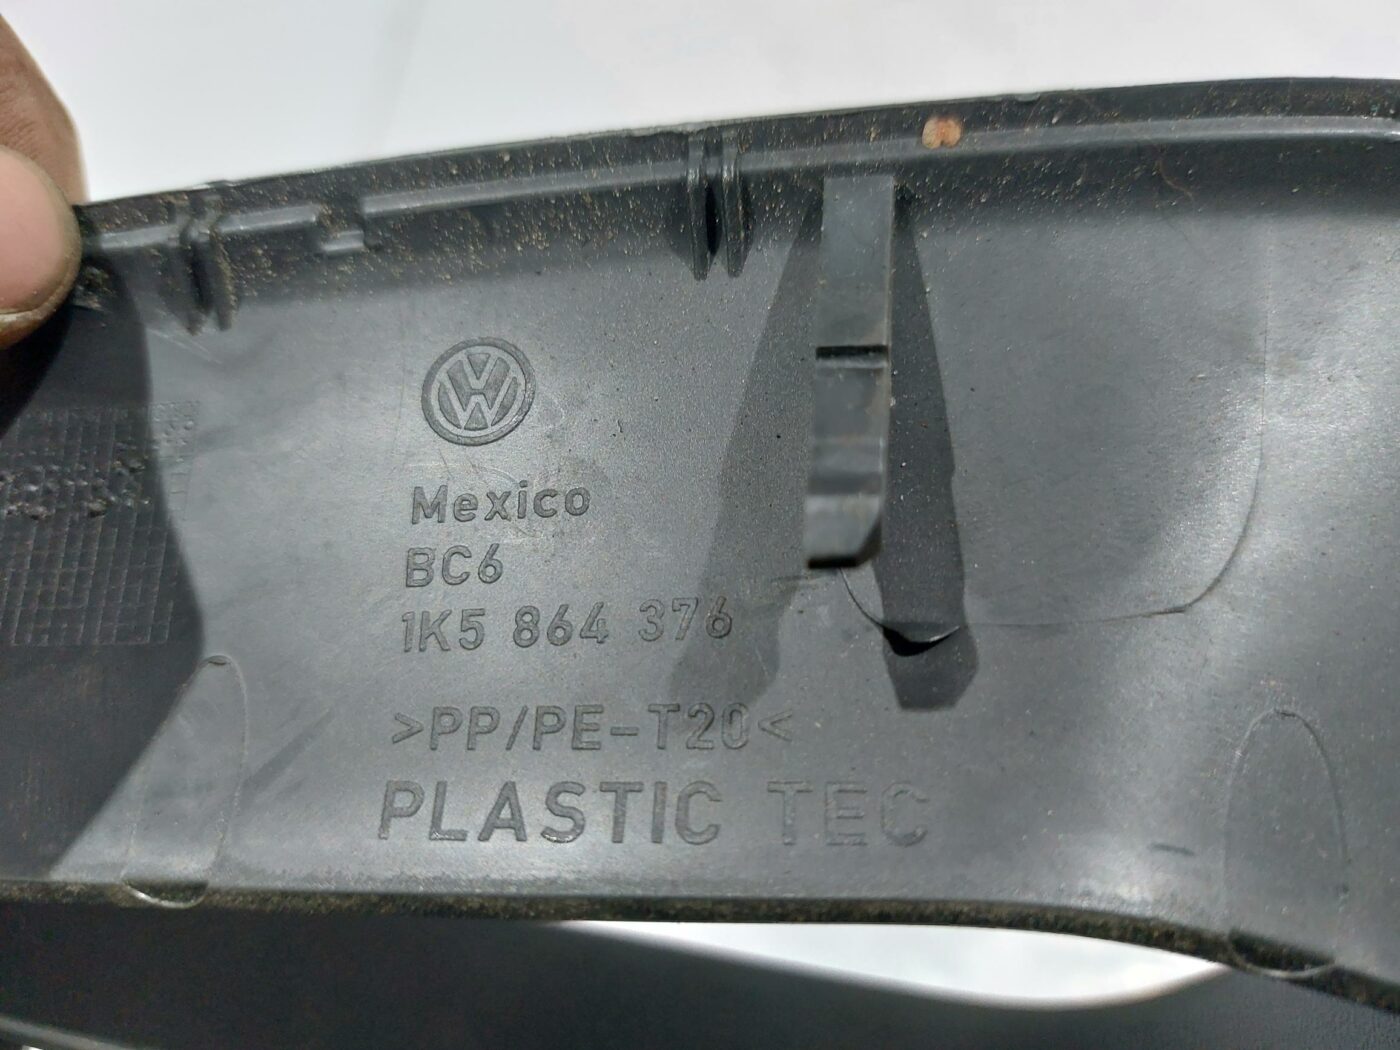 Mexico
BC6
1K5 864 376
>PP/PE-T20<
PLASTIC TEC